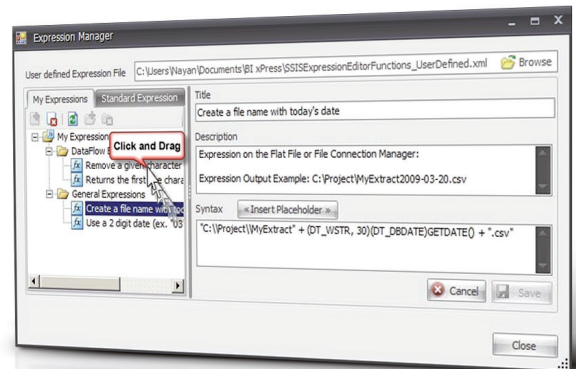 Expression Manager
User defined Expression File C:\Users\Nayan\Documents\BI xPress\SSISExpressionEditorFunctions_UserDefined.xml Browse
My Expressions Standard Expression
My Expression
DataFlow E
Remove a given character
Returns the first chara
General Expressions
Create a file name with tod
Use a 2 digit date (ex. "03
Click and Drag
Title
Create a file name with today's date
Description
Expression on the Flat File or File Connection Manager:
Expression Output Example: C:\Project\MyExtract2009-03-20.csv
Syntax «Insert Placeholder »
"C:\\Project\\MyExtract" + (DT_WSTR, 30)(DT_DBDATE)GETDATE() + ".csv"
Cancel Save
Close